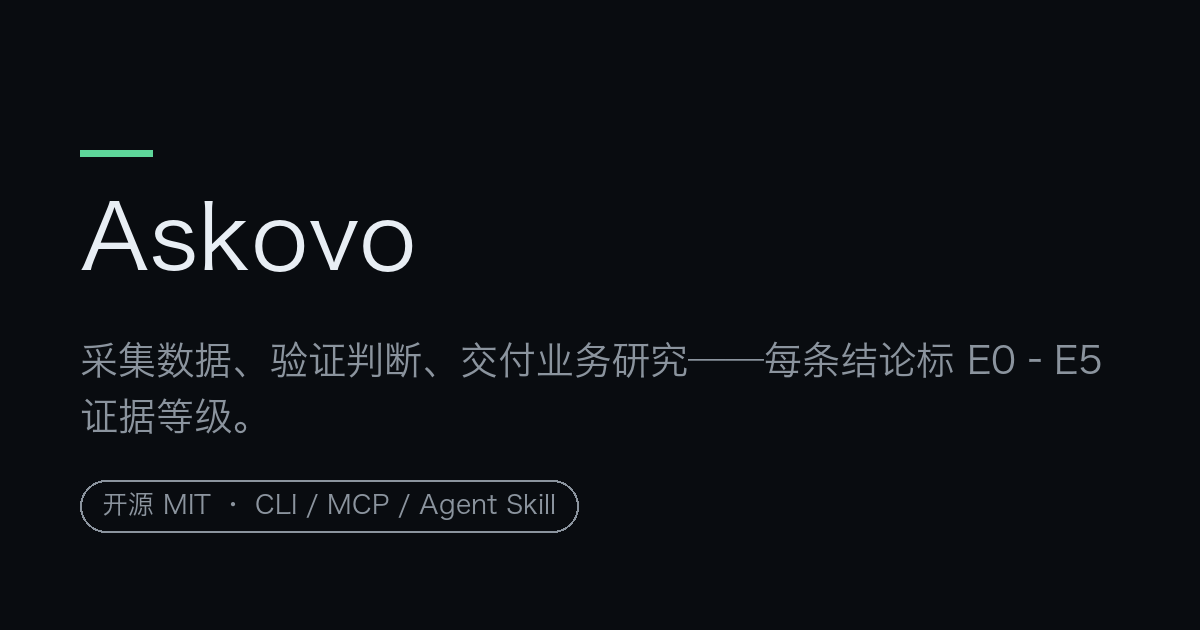 Askovo
采集数据、验证判断、交付业务研究——每条结论标 E0 - E5
证据等级。
开源 MIT · CLI / MCP / Agent Skill